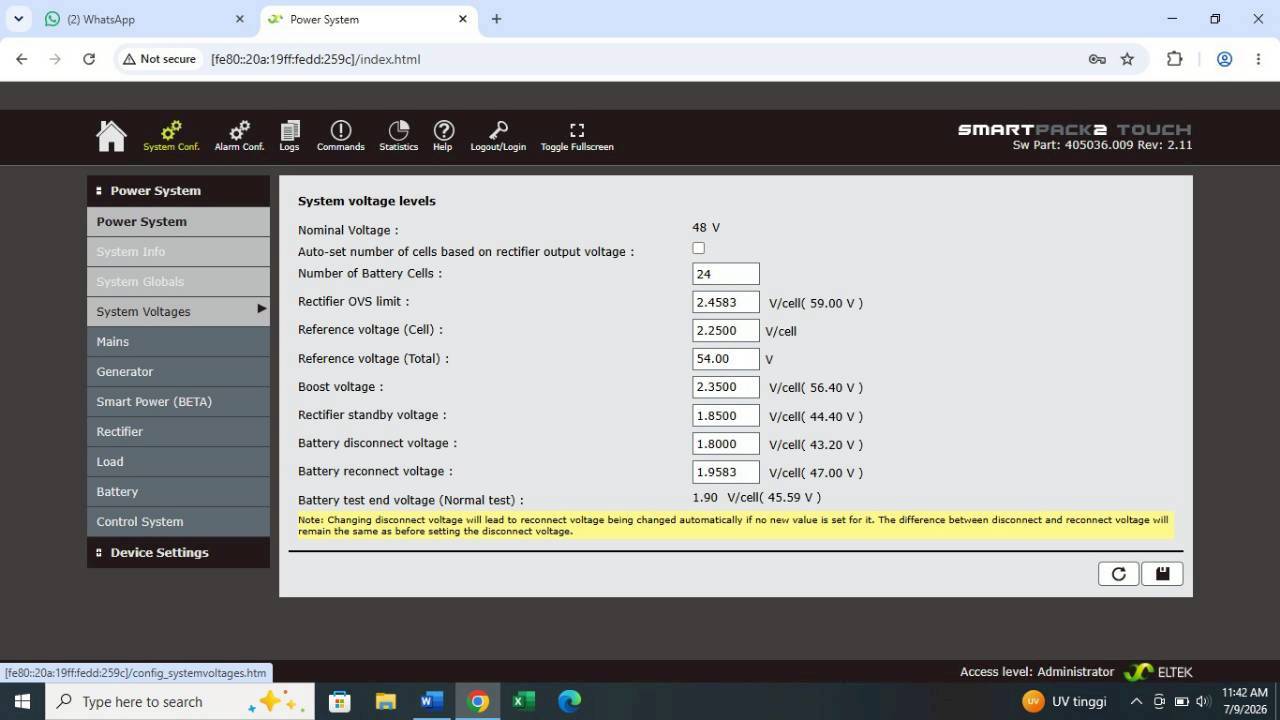 (2) WhatsApp
Power System
Not secure
[fe80::20a:19ff:fedd:259c]/index.html
System Conf.
Alarm Conf.
Logs
Commands
Statistics
Help
Logout/Login
Toggle Fullscreen
SMARTPACK2 TOUCH
Sw Part: 405036.009 Rev: 2.11
Power System
Power System
System Info
System Globals
System Voltages
Mains
Generator
Smart Power (BETA)
Rectifier
Load
Battery
Control System
Device Settings
System voltage levels
Nominal Voltage : 48 V
Auto-set number of cells based on rectifier output voltage :
Number of Battery Cells : 24
Rectifier OVS limit : 2.4583 V/cell( 59.00 V )
Reference voltage (Cell) : 2.2500 V/cell
Reference voltage (Total) : 54.00 V
Boost voltage : 2.3500 V/cell( 56.40 V )
Rectifier standby voltage : 1.8500 V/cell( 44.40 V )
Battery disconnect voltage : 1.8000 V/cell( 43.20 V )
Battery reconnect voltage : 1.9583 V/cell( 47.00 V )
Battery test end voltage (Normal test) : 1.90 V/cell( 45.59 V )
Note: Changing disconnect voltage will lead to reconnect voltage being changed automatically if no new value is set for it. The difference between disconnect and reconnect voltage will
remain the same as before setting the disconnect voltage.
[fe80::20a:19ff:fedd:259c]/config_systemvoltages.htm
Access level: Administrator
ELTEK
Type here to search
UV
UV tinggi
11:42 AM
7/9/2026